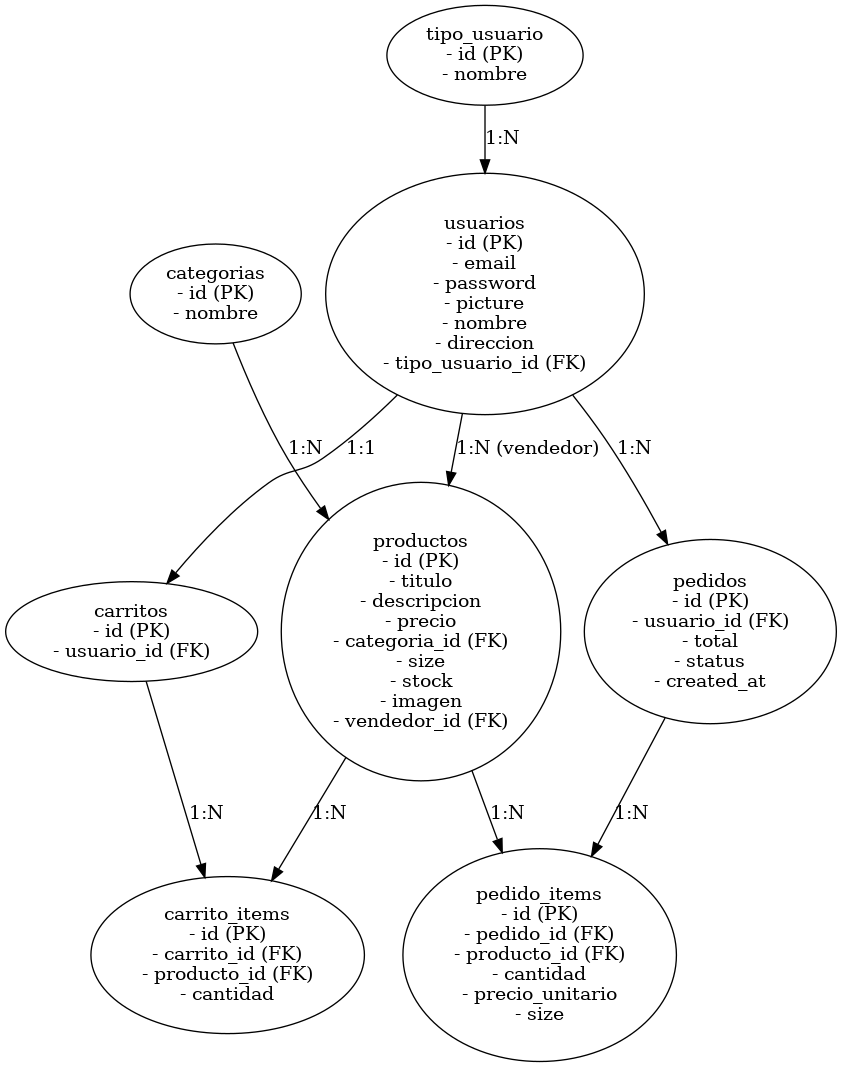 tipo_usuario
- id (PK)
- nombre
1:N
usuarios
- id (PK)
- email
- password
- picture
- nombre
- direccion
- tipo_usuario_id (FK)
categorias
- id (PK)
- nombre
1:N
1:1
1:N (vendedor)
1:N
productos
- id (PK)
- titulo
- descripcion
- precio
- categoria_id (FK)
- size
- stock
- imagen
- vendedor_id (FK)
carritos
- id (PK)
- usuario_id (FK)
pedidos
- id (PK)
- usuario_id (FK)
- total
- status
- created_at
1:N
1:N
1:N
1:N
carrito_items
- id (PK)
- carrito_id (FK)
- producto_id (FK)
- cantidad
pedido_items
- id (PK)
- pedido_id (FK)
- producto_id (FK)
- cantidad
- precio_unitario
- size